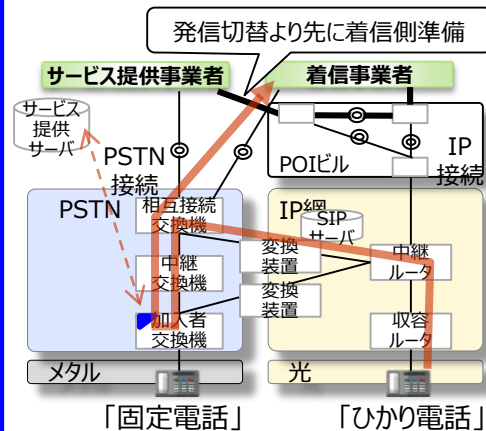 発信切替より先に着信側準備
サービス提供事業者
着信事業者
サービス
提供
サーバ
PSTN
接続
POIビル
IP
接続
PSTN
相互接続
交換機
IP網
SIP
サーバ
変換
装置
中継
交換機
中継
ルータ
変換
装置
加入者
交換機
収容
ルータ
メタル
光
「固定電話」
「ひかり電話」